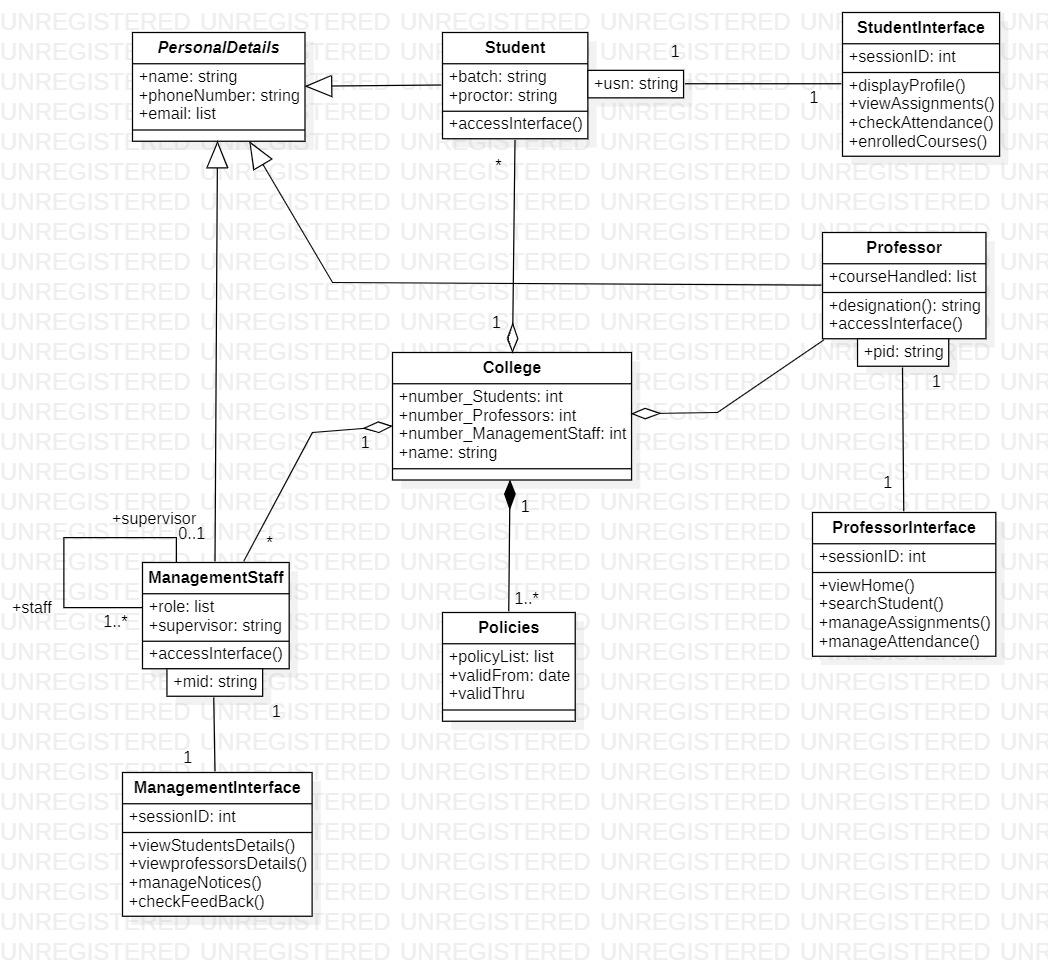 PersonalDetails
+name: string
+phoneNumber: string
+email: list
Student
+batch: string
+proctor: string
+accessInterface()
+usn: string
1
1
StudentInterface
+sessionID: int
+displayProfile()
+viewAssignments()
+checkAttendance()
+enrolledCourses()
*
1
Professor
+courseHandled: list
+designation(): string
+accessInterface()
+pid: string
1
1
College
+number_Students: int
+number_Professors: int
+number_ManagementStaff: int
+name: string
1
*
1
1..*
+supervisor
0..1
+staff
1..*
ManagementStaff
+role: list
+supervisor: string
+accessInterface()
+mid: string
1
1
Policies
+policyList: list
+validFrom: date
+validThru
ProfessorInterface
+sessionID: int
+viewHome()
+searchStudent()
+manageAssignments()
+manageAttendance()
ManagementInterface
+sessionID: int
+viewStudentsDetails()
+viewprofessorsDetails()
+manageNotices()
+checkFeedBack()
UNREGISTERED